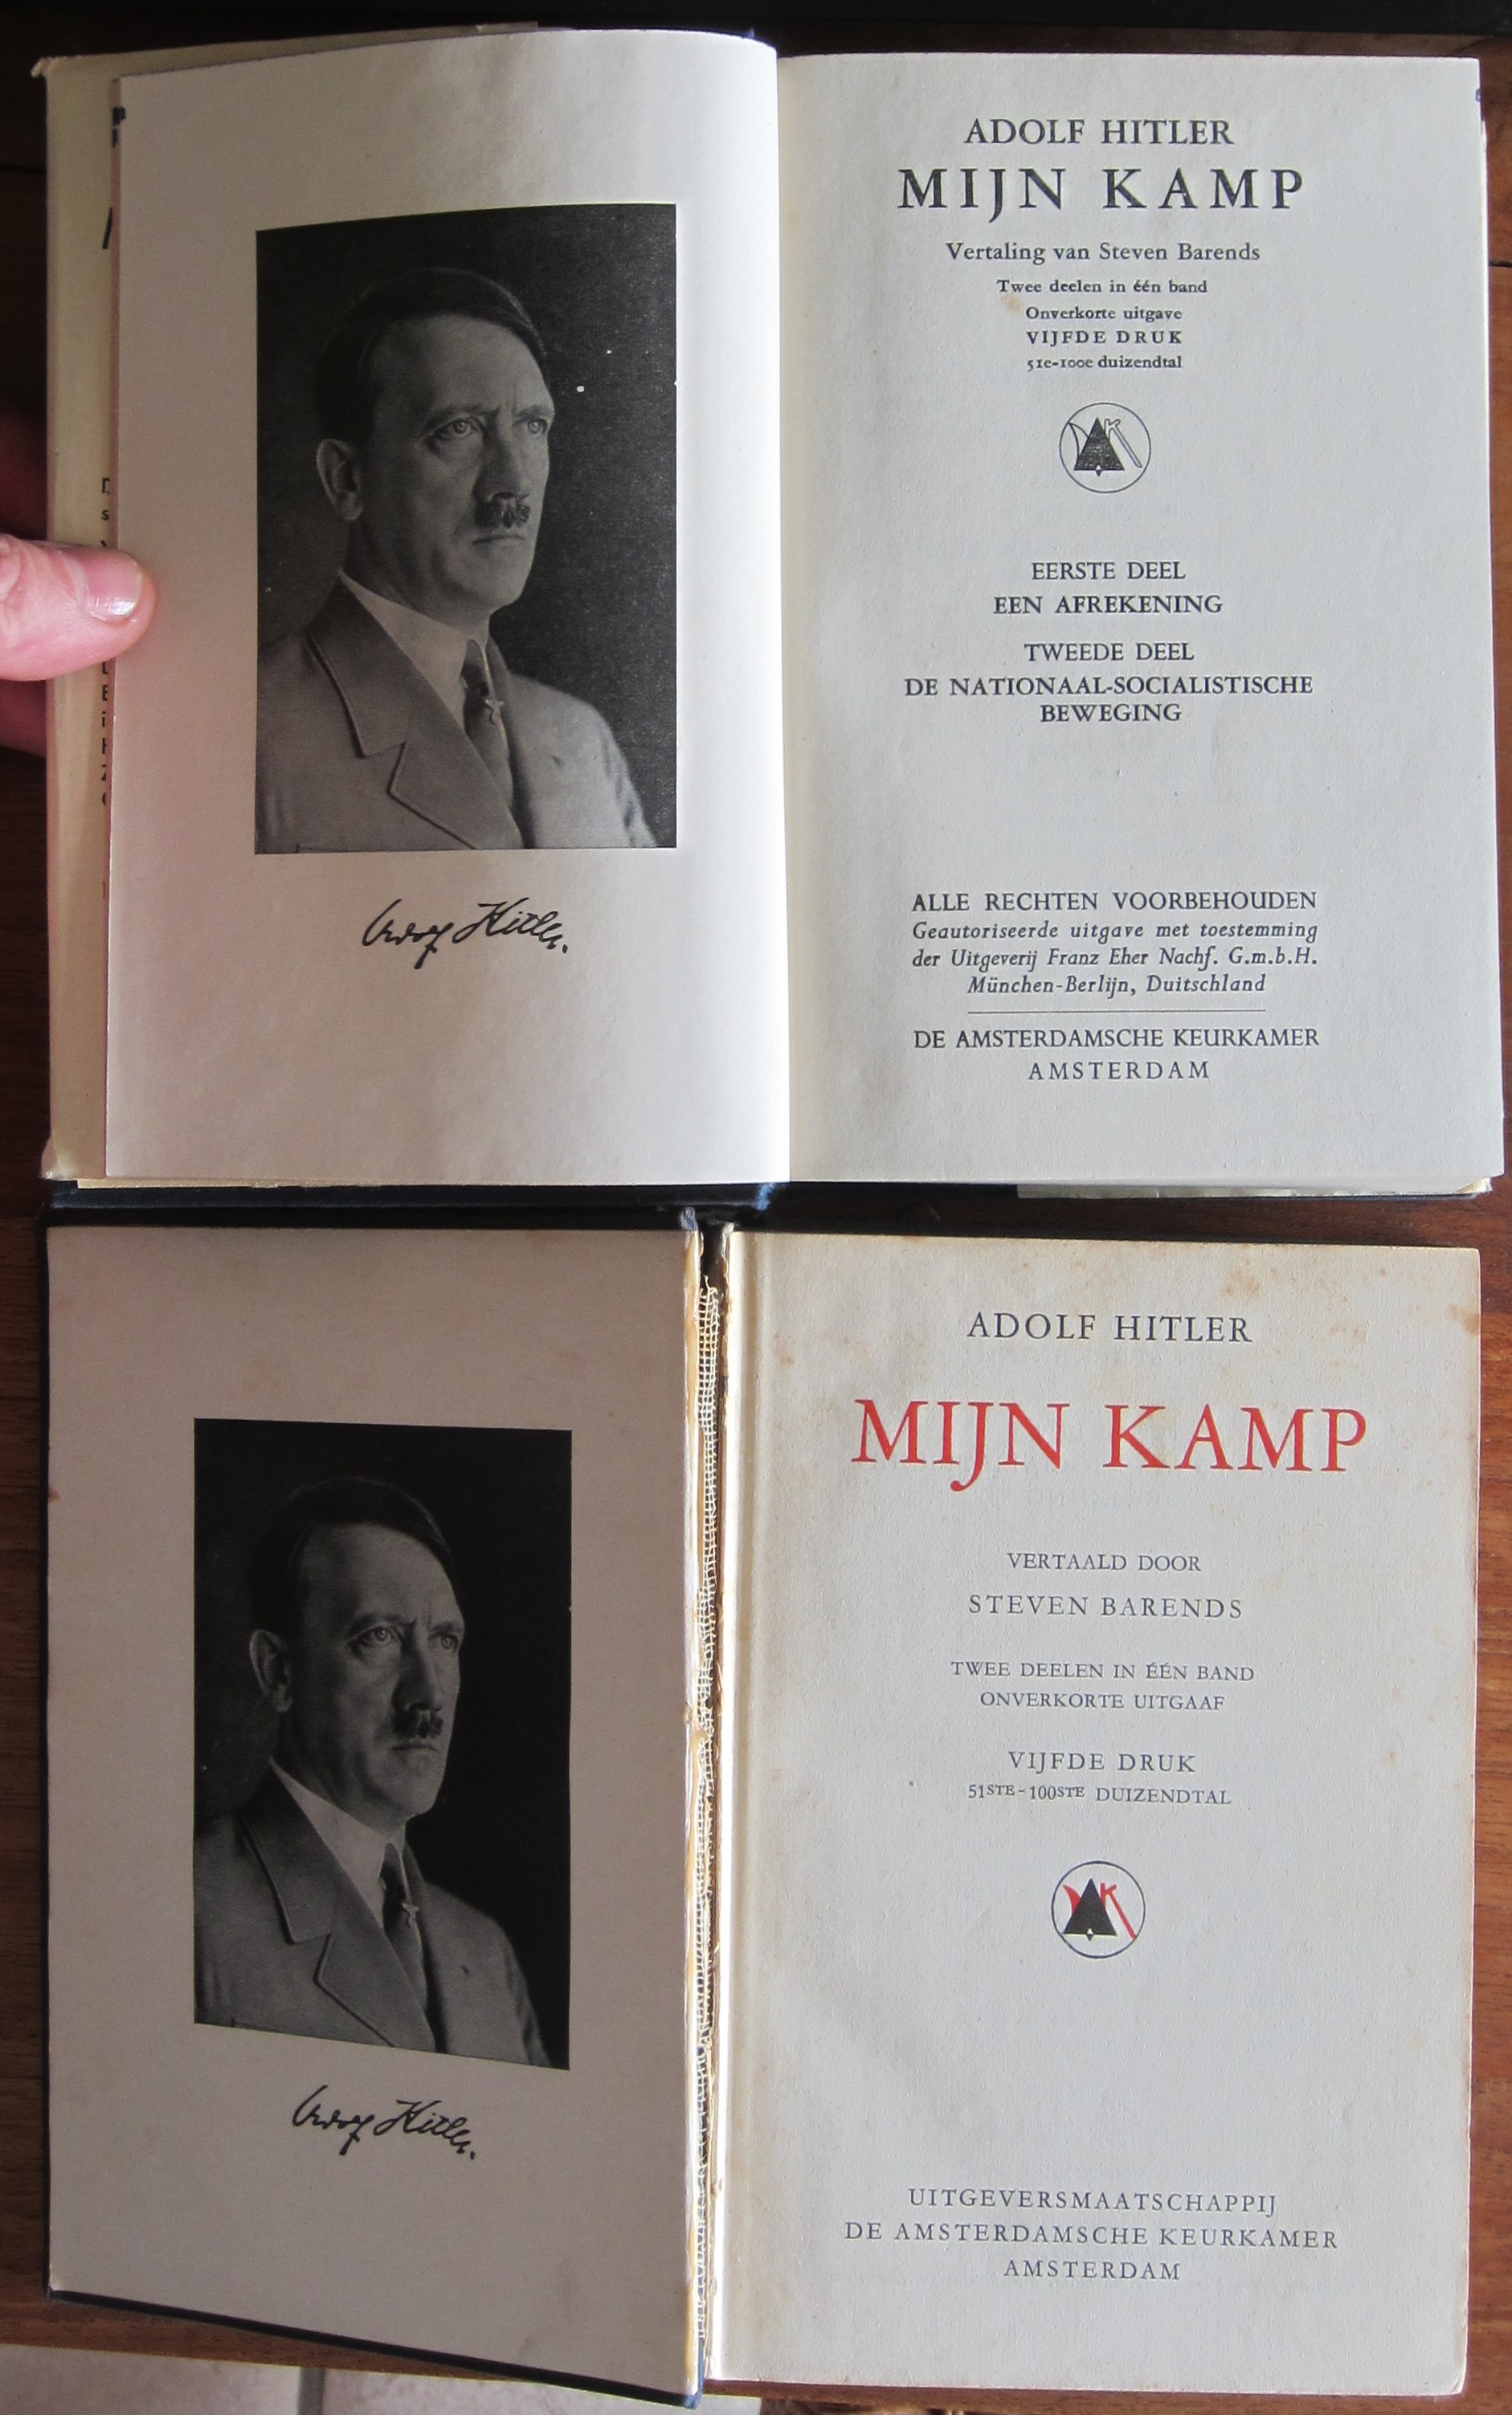 Adolf Hitler.
ADOLF HITLER
MIJN KAMP
Vertaling van Steven Barends
Twee deelen in één band
Onverkorte uitgave
VIJFDE DRUK
51e-100e duizendtal
K
EERSTE DEEL
EEN AFREKENING
TWEEDE DEEL
DE NATIONAAL-SOCIALISTISCHE
BEWEGING
ALLE RECHTEN VOORBEHOUDEN
Geautoriseerde uitgave met toestemming
der Uitgeverij Franz Eher Nachf. G.m.b.H.
München-Berlijn, Duitschland
DE AMSTERDAMSCHE KEURKAMER
AMSTERDAM
Adolf Hitler.
ADOLF HITLER
MIJN KAMP
VERTAALD DOOR
STEVEN BARENDS
TWEE DEELEN IN ÉÉN BAND
ONVERKORTE UITGAAF
VIJFDE DRUK
51STE-100STE DUIZENDTAL
K
UITGEVERSMAATSCHAPPIJ
DE AMSTERDAMSCHE KEURKAMER
AMSTERDAM